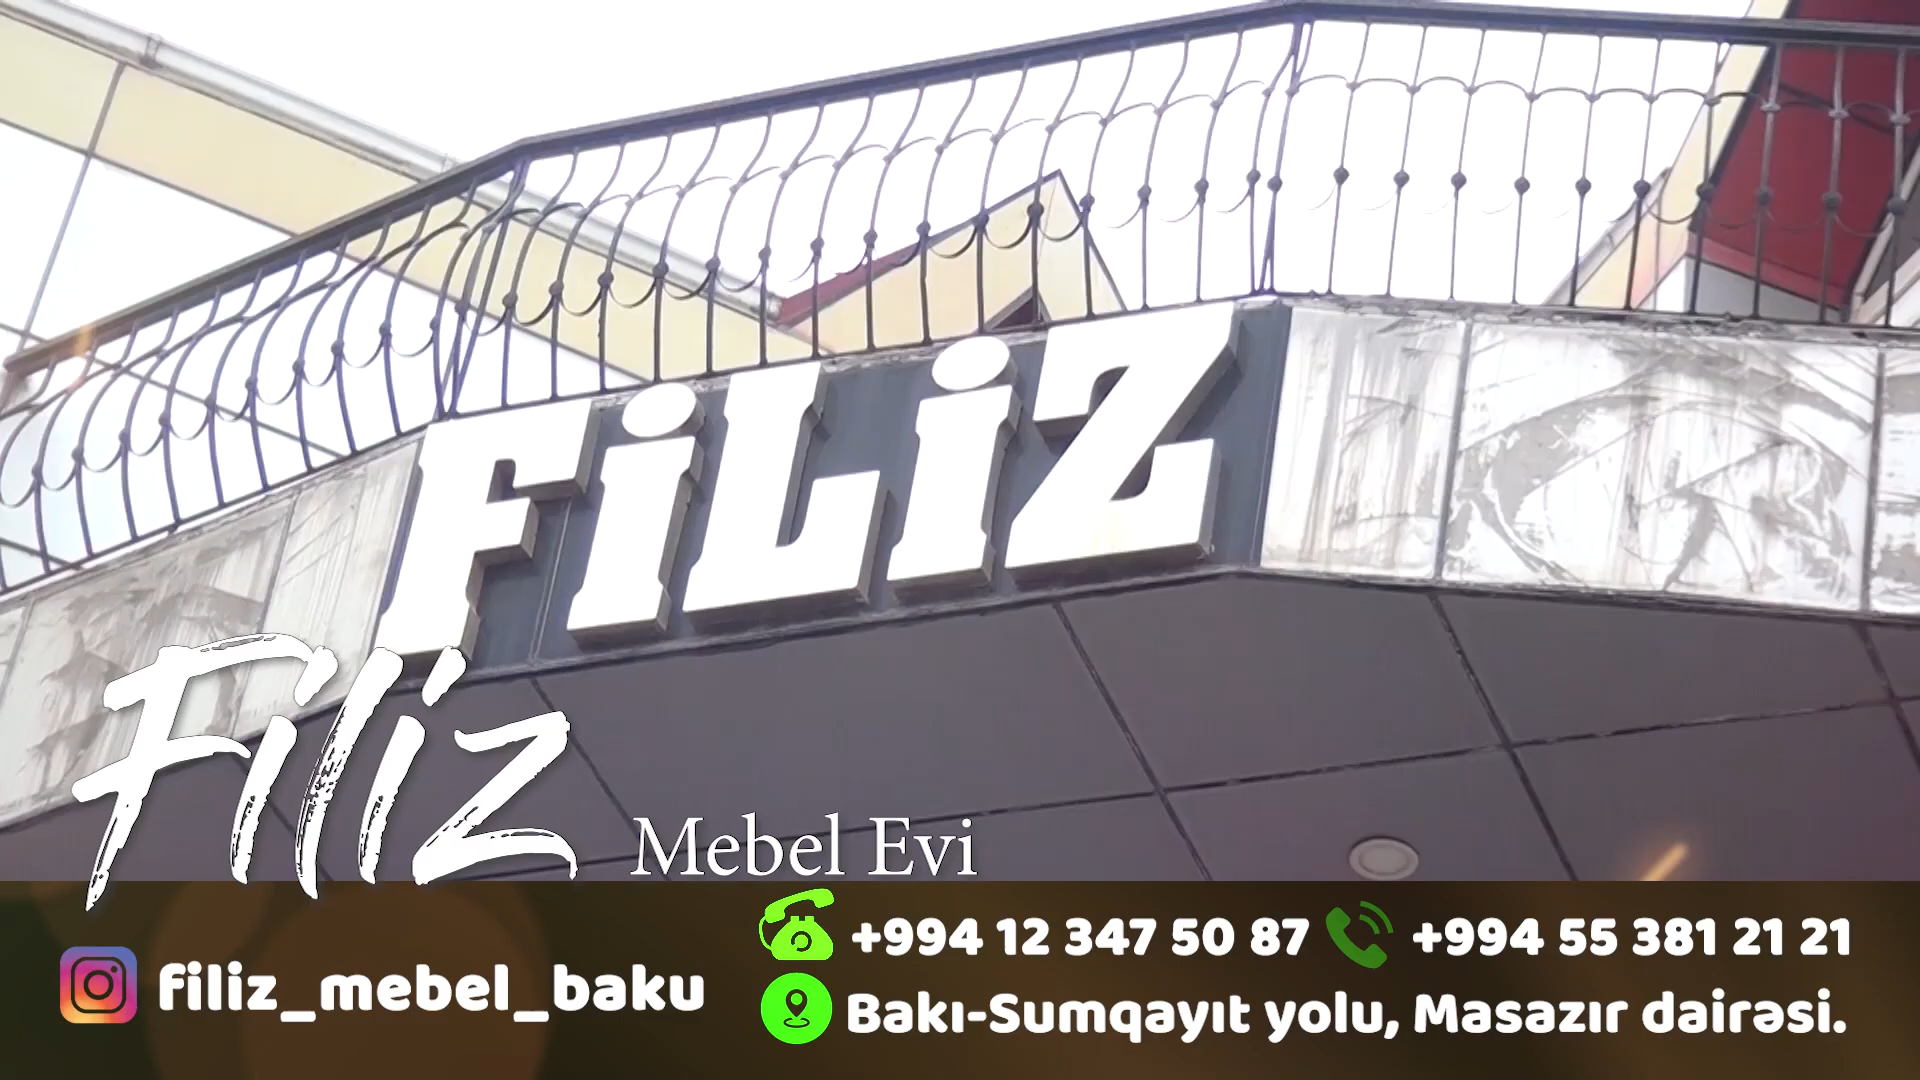 FiLiZ
Filiz
Mebel Evi
+994 12 347 50 87
+994 55 381 21 21
filiz_mebel_baku
Bakı-Sumqayıt yolu, Masazır dairəsi.